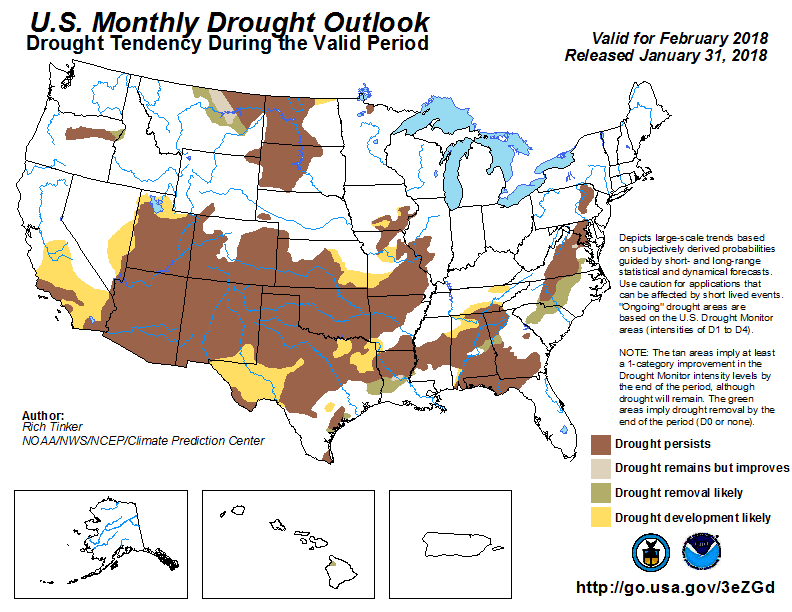 U.S. Monthly Drought Outlook
Drought Tendency During the Valid Period
Valid for February 2018
Released January 31, 2018
Depicts large-scale trends based
on subjectively derived probabilities
guided by short- and long-range
statistical and dynamical forecasts.
Use caution for applications that
can be affected by short lived events.
"Ongoing" drought areas are
based on the U.S. Drought Monitor
areas (intensities of D1 to D4).
NOTE: The tan areas imply at least
a 1-category improvement in the
Drought Monitor intensity levels by
the end of the period, although
drought will remain. The green
areas imply drought removal by the
end of the period (D0 or none).
Author:
Rich Tinker
NOAA/NWS/NCEP/Climate Prediction Center
Drought persists
Drought remains but improves
Drought removal likely
Drought development likely
http://go.usa.gov/3eZGd